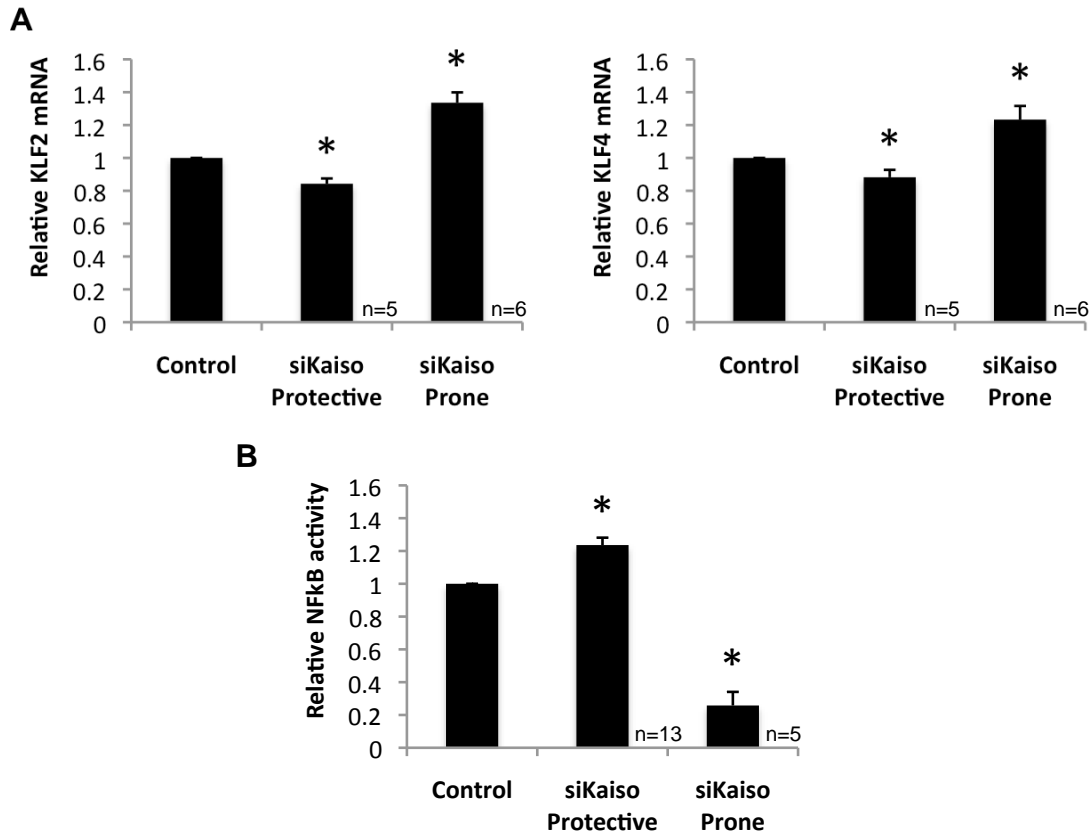 A
Relative KLF2 mRNA
1.6
1.4
1.2
1
0.8
0.6
0.4
0.2
0
*
*
n=5
n=6
Control
siKaiso
Protective
siKaiso
Prone
Relative KLF4 mRNA
1.6
1.4
1.2
1
0.8
0.6
0.4
0.2
0
*
*
n=5
n=6
Control
siKaiso
Protective
siKaiso
Prone
B
Relative NFkB activity
1.6
1.4
1.2
1
0.8
0.6
0.4
0.2
0
*
*
n=13
n=5
Control
siKaiso
Protective
siKaiso
Prone